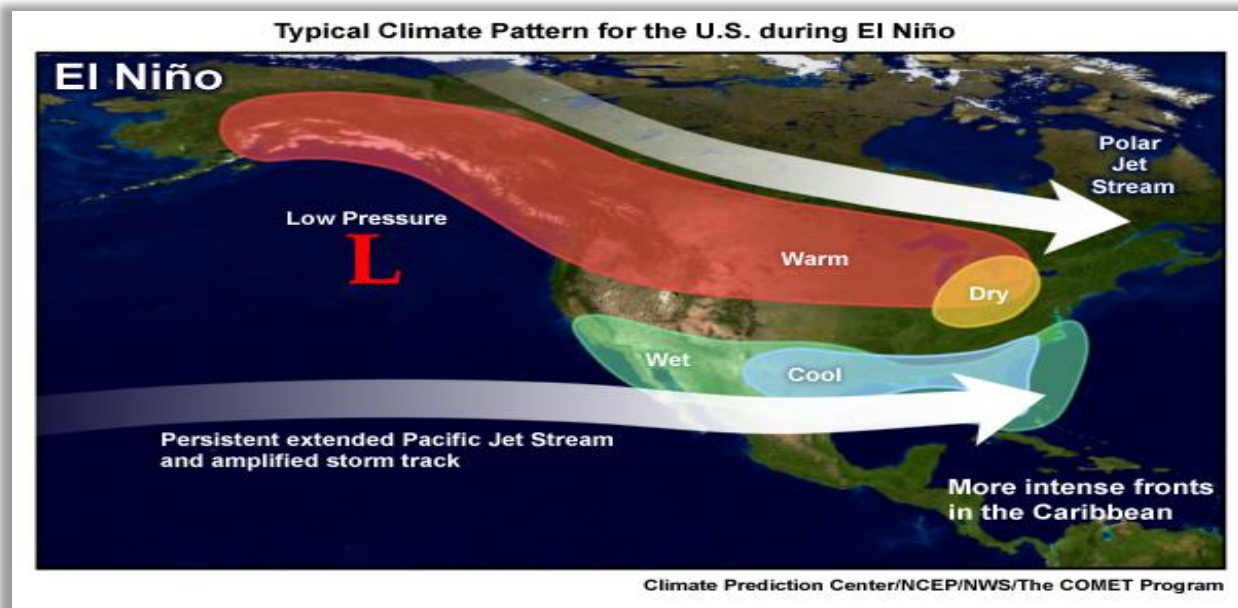 Typical Climate Pattern for the U.S. during El Niño
El Niño
Polar
Jet
Stream
Low Pressure
L
Warm
Dry
Wet
Cool
Persistent extended Pacific Jet Stream
and amplified storm track
More intense fronts
in the Caribbean
Climate Prediction Center/NCEP/NWS/The COMET Program